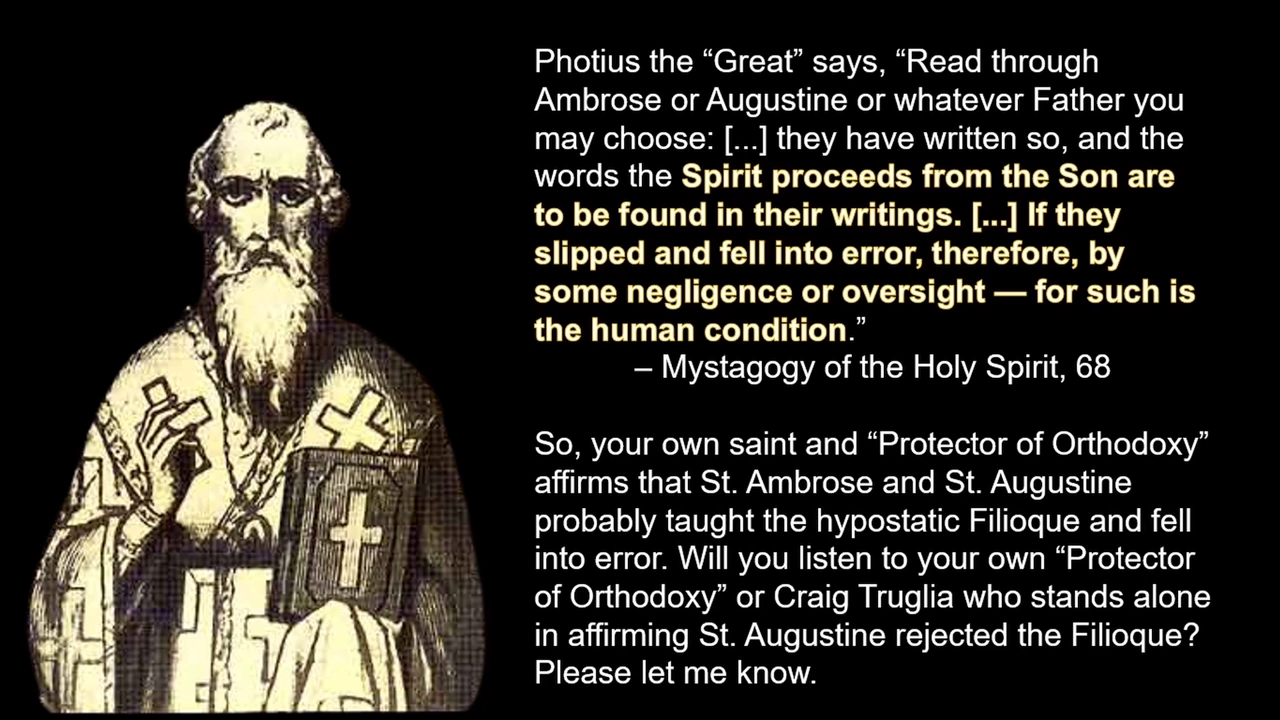 Photius the “Great” says, “Read through
Ambrose or Augustine or whatever Father you
may choose: [...] they have written so, and the
words the Spirit proceeds from the Son are
to be found in their writings. [...] If they
slipped and fell into error, therefore, by
some negligence or oversight — for such is
the human condition.”
– Mystagogy of the Holy Spirit, 68
So, your own saint and “Protector of Orthodoxy”
affirms that St. Ambrose and St. Augustine
probably taught the hypostatic Filioque and fell
into error. Will you listen to your own “Protector
of Orthodoxy” or Craig Truglia who stands alone
in affirming St. Augustine rejected the Filioque?
Please let me know.